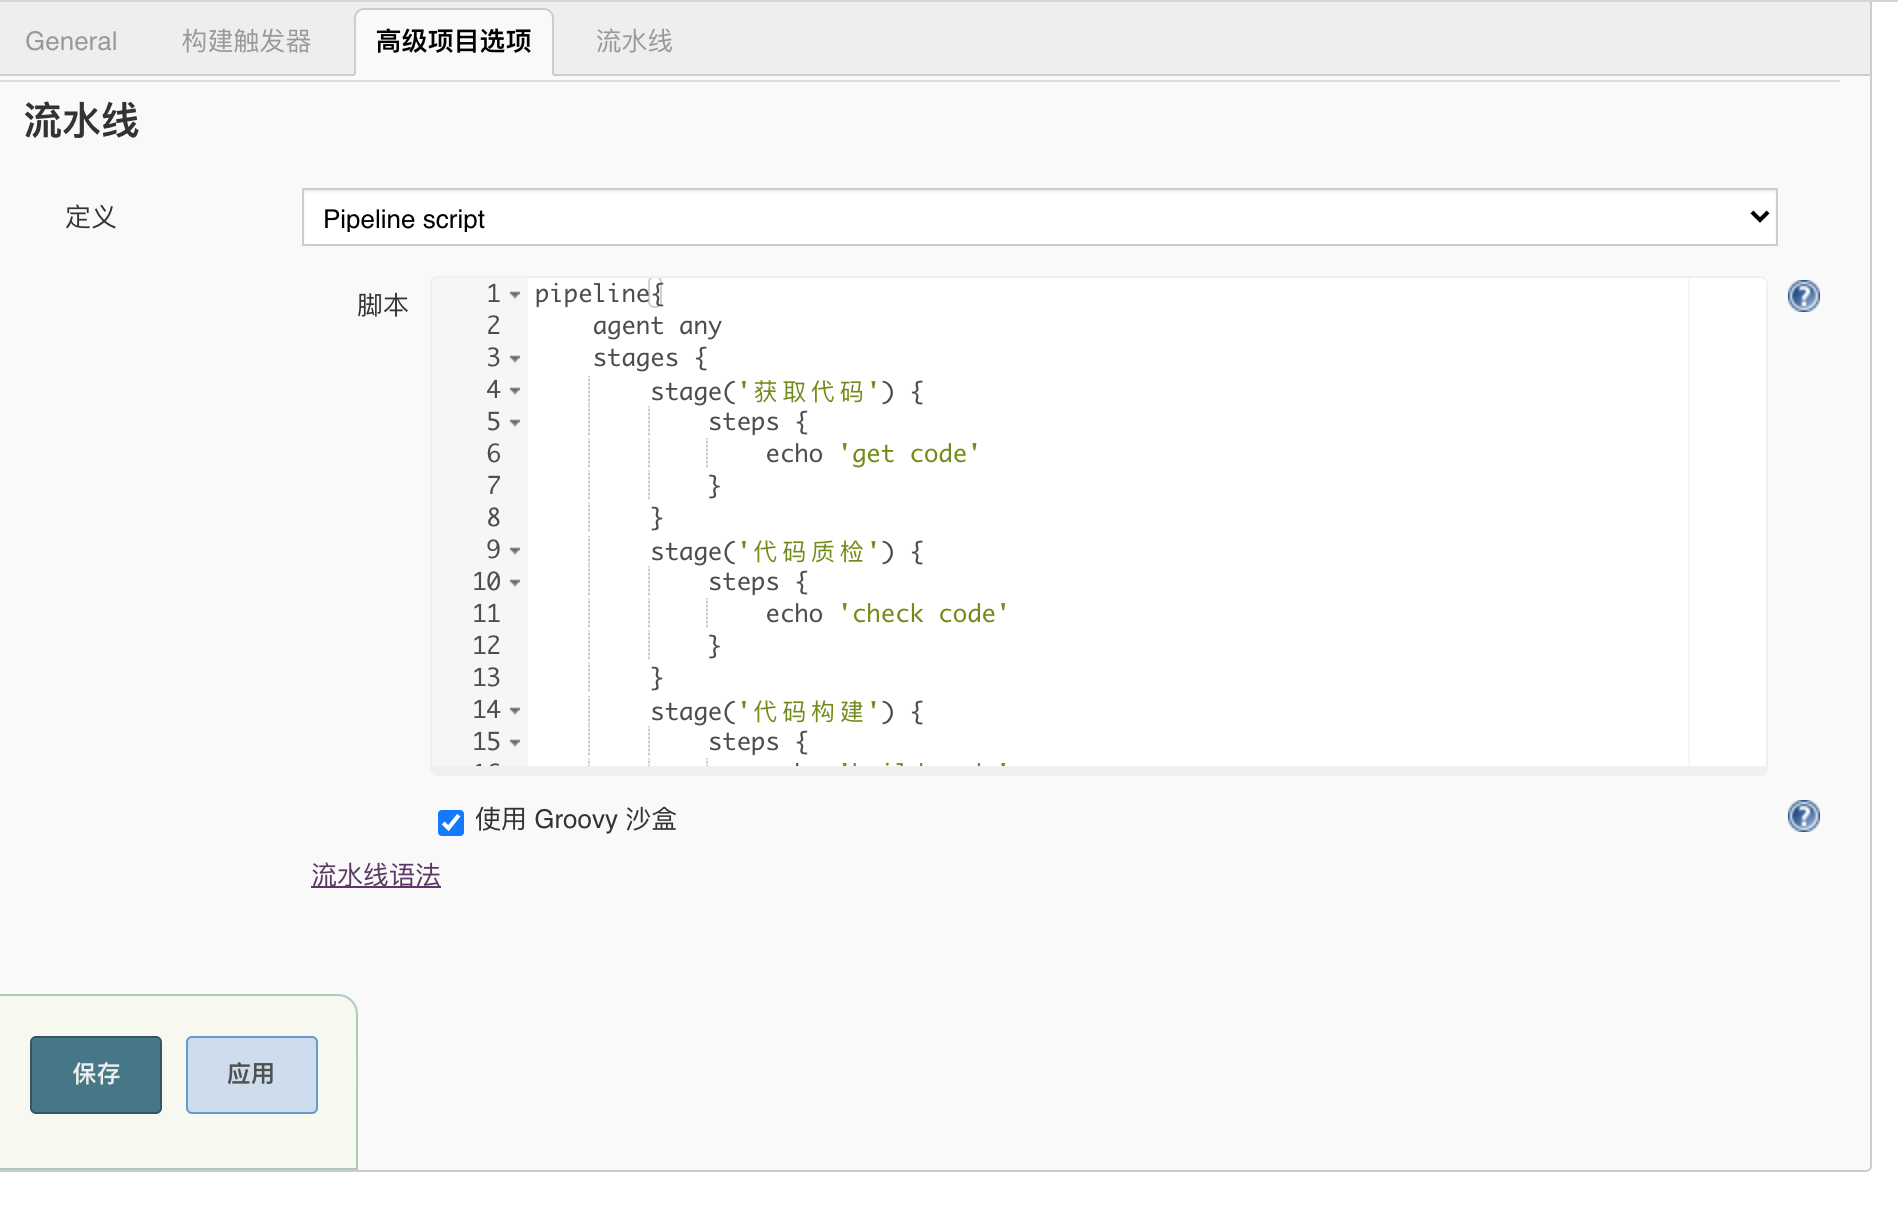 General 构建触发器 高级项目选项 流水线
流水线
定义 Pipeline script
脚本
1 pipeline{
2 agent any
3 stages {
4 stage('获取代码') {
5 steps {
6 echo 'get code'
7 }
8 }
9 stage('代码质检') {
10 steps {
11 echo 'check code'
12 }
13 }
14 stage('代码构建') {
15 steps {
使用 Groovy 沙盒
流水线语法
保存 应用